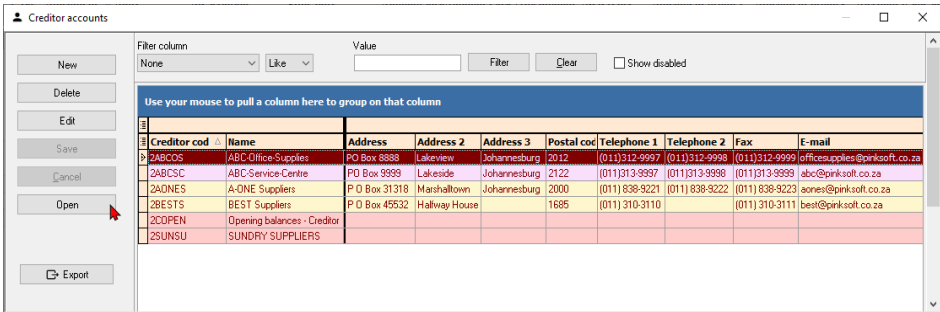 Creditor accounts
New
Delete
Edit
Save
Cancel
Open
Export
Filter column
Value
None
Like
Filter
Clear
Show disabled
Use your mouse to pull a column here to group on that column
Creditor cod Name Address Address 2 Address 3 Postal cod Telephone 1 Telephone 2 Fax E-mail
2ABCOS ABC-Office-Supplies PO Box 8888 Lakeview Johannesburg 2012 (011)312-9997 (011)312-9998 (011)312-9999 officesupplies@pinksoft.co.za
2ABCSC ABC-Service-Centre PO Box 9999 Lakeside Johannesburg 2122 (011)313-9997 (011)313-9998 (011)313-9999 abc@pinksoft.co.za
2AONES A-ONE Suppliers P O Box 31318 Marshalltown Johannesburg 2000 (011) 838-9221 (011) 838-9222 (011) 838-9223 aones@pinksoft.co.za
2BESTS BEST Suppliers P O Box 45532 Halfway House 1685 (011) 310-3110 (011) 310-3111 best@pinksoft.co.za
2COPEN Opening balances - Creditor
2SUNSU SUNDRY SUPPLIERS